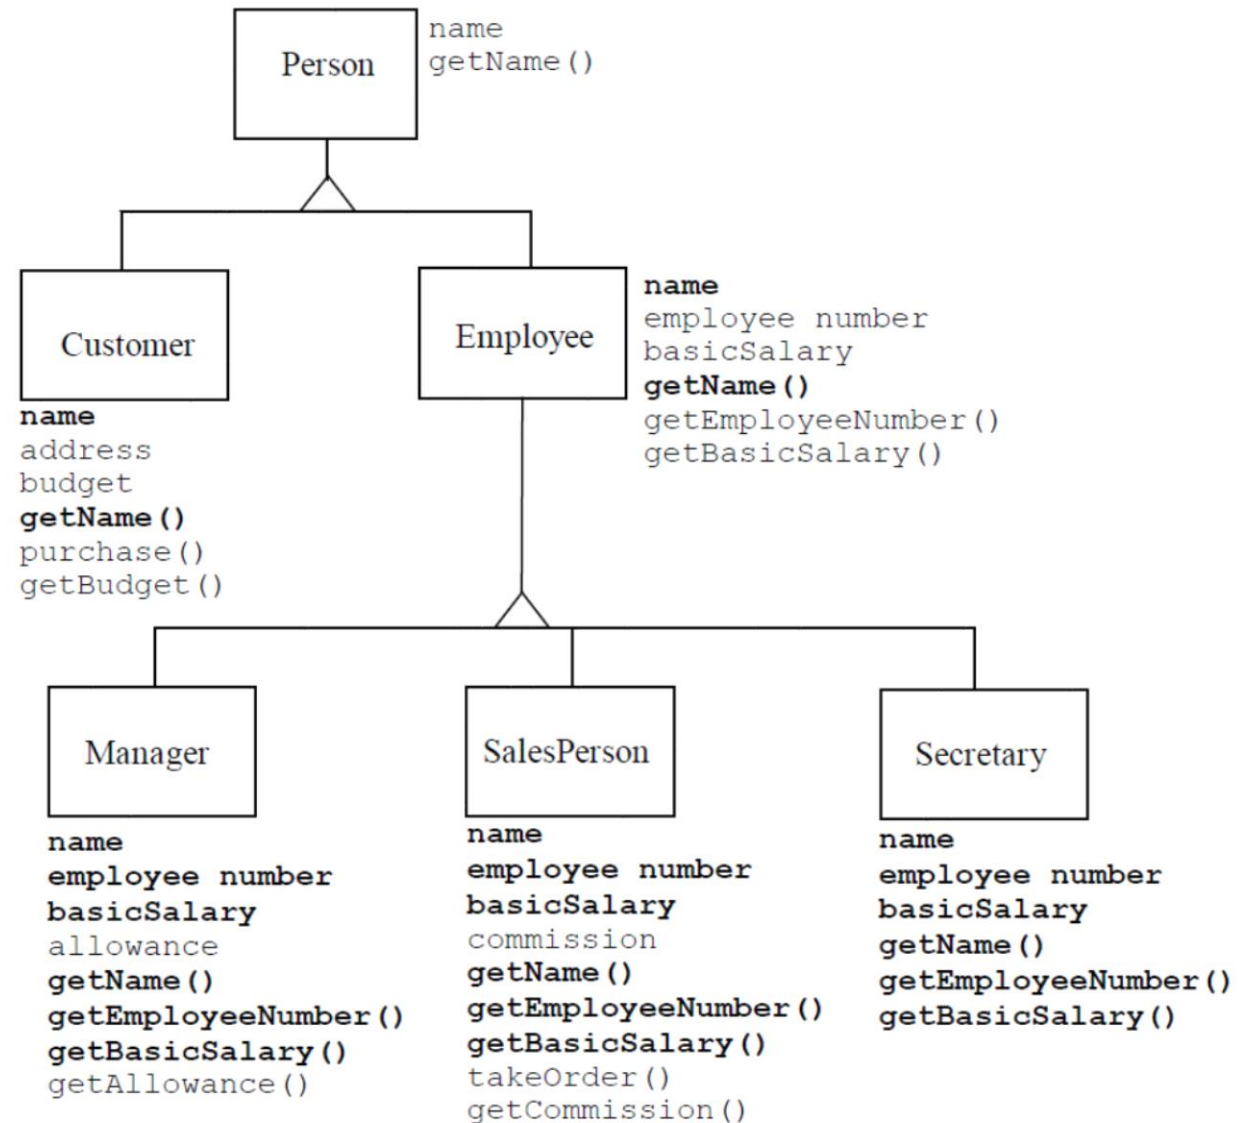 Person
name
getName()
Customer
name
address
budget
getName()
purchase()
getBudget()
Employee
name
employee number
basicSalary
getName()
getEmployeeNumber()
getBasicSalary()
Manager
name
employee number
basicSalary
allowance
getName()
getEmployeeNumber()
getBasicSalary()
getAllowance()
SalesPerson
name
employee number
basicSalary
commission
getName()
getEmployeeNumber()
getBasicSalary()
takeOrder()
getCommission()
Secretary
name
employee number
basicSalary
getName()
getEmployeeNumber()
getBasicSalary()